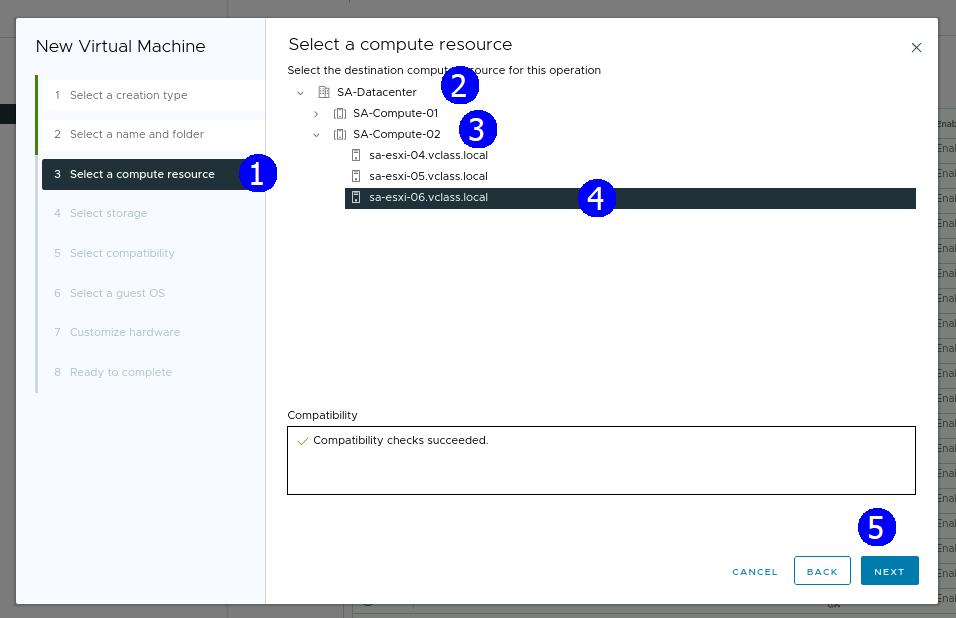 New Virtual Machine
1 Select a creation type
2 Select a name and folder
3 Select a compute resource
1
4 Select storage
5 Select compatibility
6 Select a guest OS
7 Customize hardware
8 Ready to complete
Select a compute resource
Select the destination compute resource for this operation
SA-Datacenter
2
SA-Compute-01
SA-Compute-02
3
sa-esxi-04.vclass.local
sa-esxi-05.vclass.local
sa-esxi-06.vclass.local
4
Compatibility
Compatibility checks succeeded.
5
CANCEL
BACK
NEXT